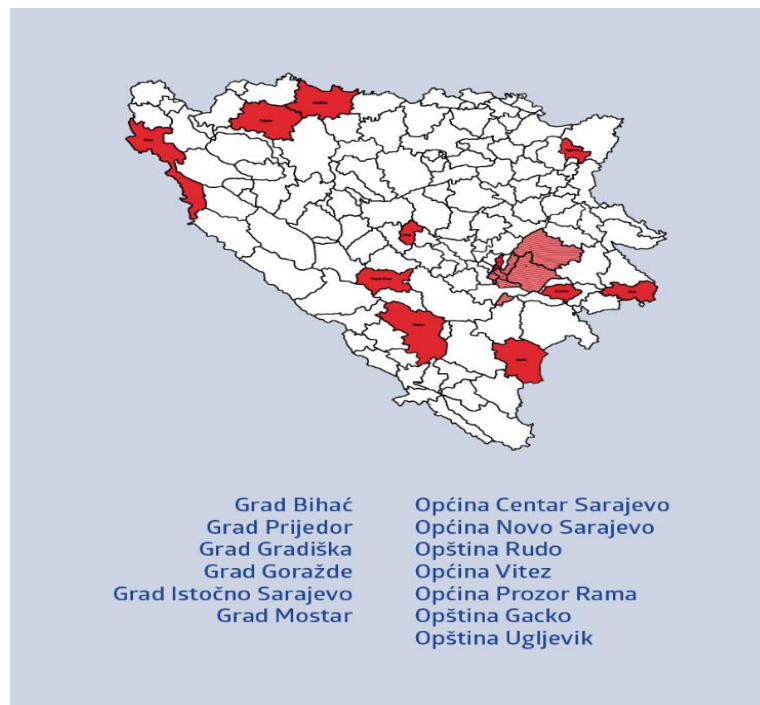 Grad Bihać
Grad Prijedor
Grad Gradiška
Grad Goražde
Grad Istočno Sarajevo
Grad Mostar
Općina Centar Sarajevo
Općina Novo Sarajevo
Opština Rudo
Općina Vitez
Općina Prozor Rama
Opština Gacko
Opština Ugljevik